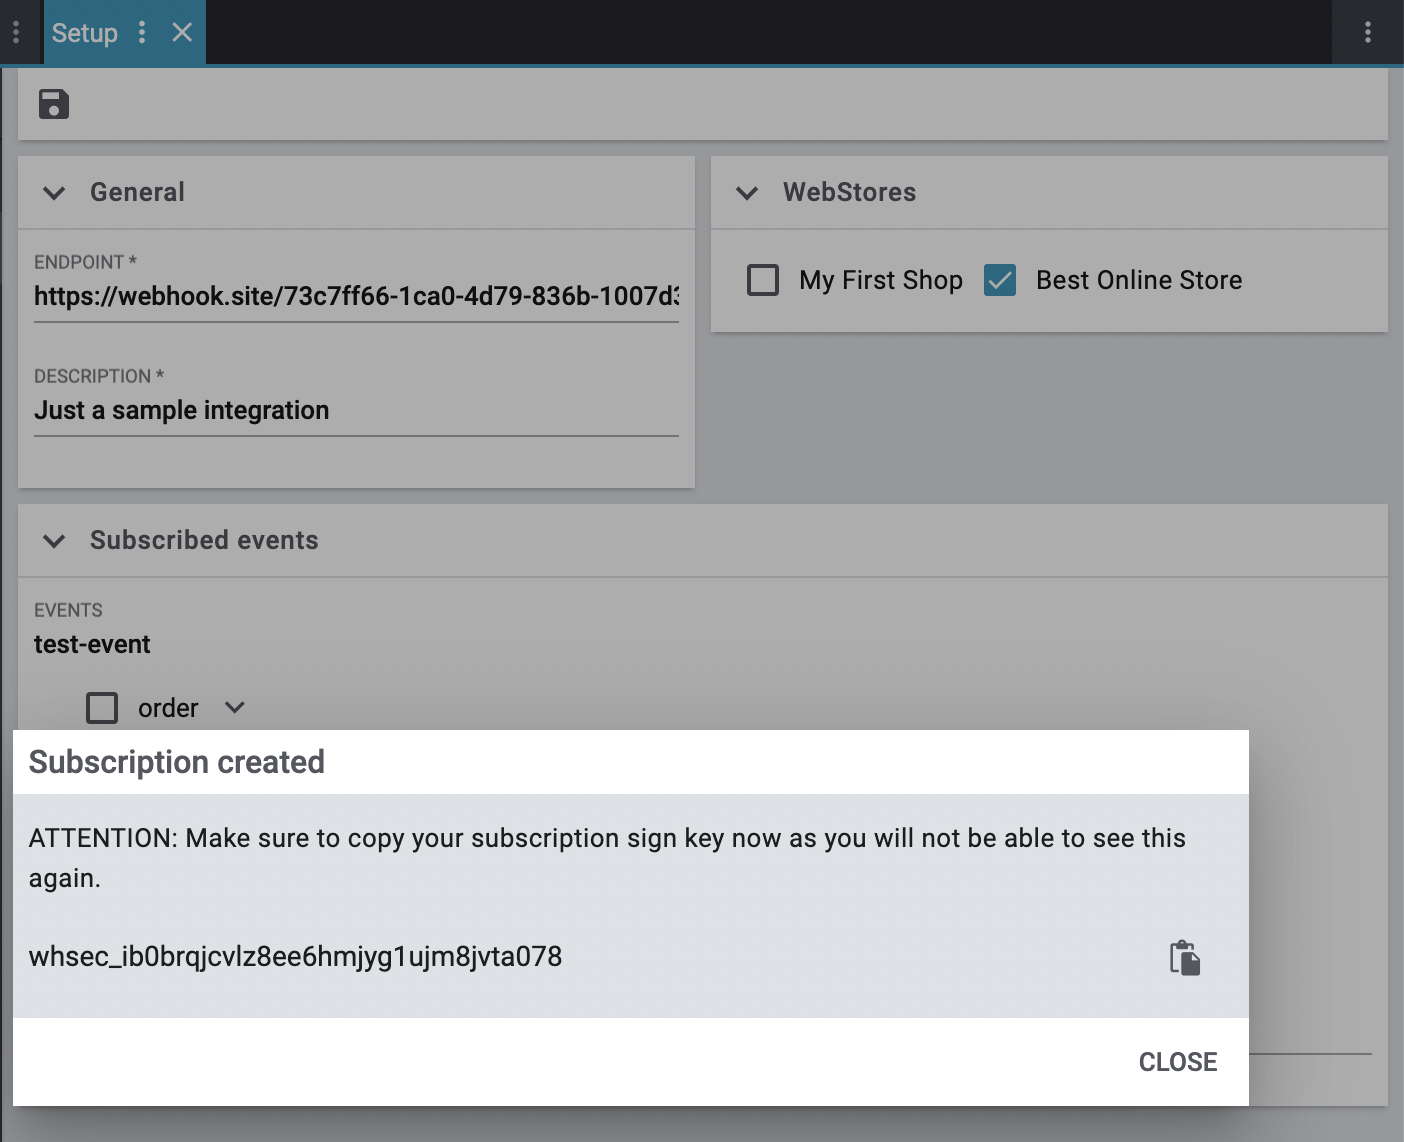 Setup
General
WebStores
ENDPOINT *
https://webhook.site/73c7ff66-1ca0-4d79-836b-1007d3
My First Shop
Best Online Store
DESCRIPTION *
Just a sample integration
Subscribed events
EVENTS
test-event
order
Subscription created
ATTENTION: Make sure to copy your subscription sign key now as you will not be able to see this
again.
whsec_ib0brqjcvlz8ee6hmjyg1ujm8jvta078
CLOSE